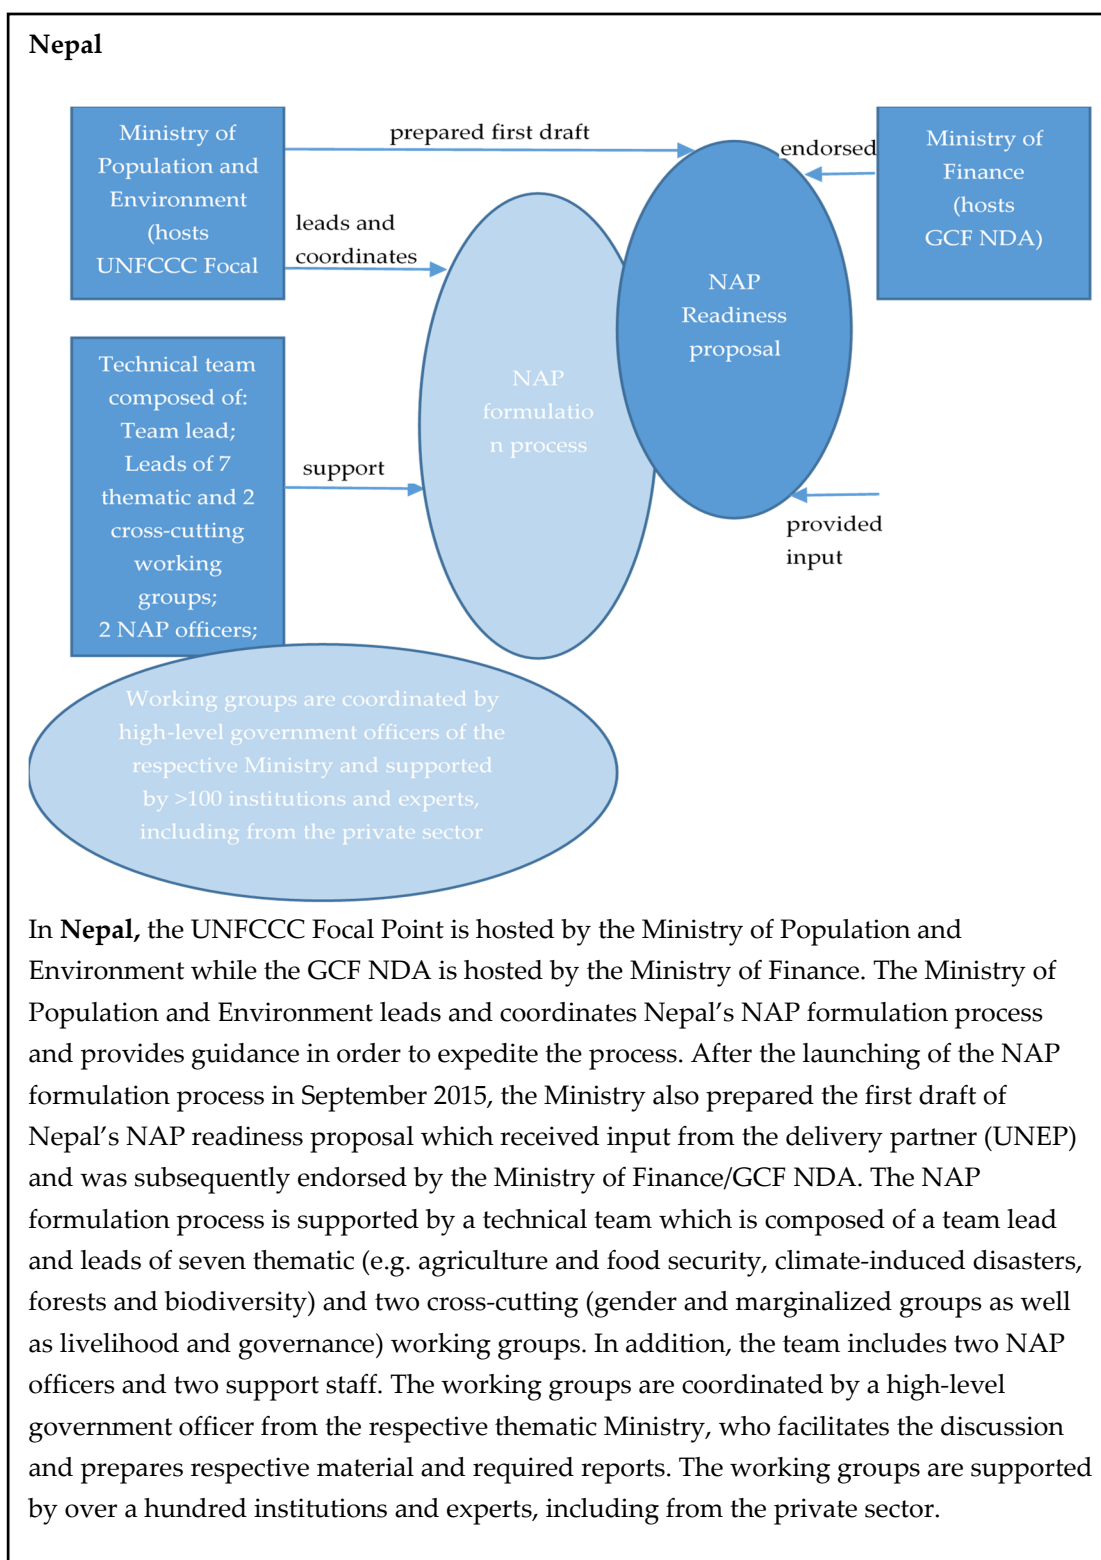 Nepal
Ministry of
Population and
Environment
(hosts
UNFCCC Focal
prepared first draft
endorsed
Ministry of
Finance
(hosts
GCF NDA)
leads and
coordinates
NAP
Readiness
proposal
Technical team
composed of:
Team lead;
Leads of 7
thematic and 2
cross-cutting
working
groups;
2 NAP officers;
support
NAP
formulatio
n process
provided
input
Working groups are coordinated by
high-level government officers of the
respective Ministry and supported
by >100 institutions and experts,
including from the private sector
In Nepal, the UNFCCC Focal Point is hosted by the Ministry of Population and
Environment while the GCF NDA is hosted by the Ministry of Finance. The Ministry of
Population and Environment leads and coordinates Nepal’s NAP formulation process
and provides guidance in order to expedite the process. After the launching of the NAP
formulation process in September 2015, the Ministry also prepared the first draft of
Nepal’s NAP readiness proposal which received input from the delivery partner (UNEP)
and was subsequently endorsed by the Ministry of Finance/GCF NDA. The NAP
formulation process is supported by a technical team which is composed of a team lead
and leads of seven thematic (e.g. agriculture and food security, climate-induced disasters,
forests and biodiversity) and two cross-cutting (gender and marginalized groups as well
as livelihood and governance) working groups. In addition, the team includes two NAP
officers and two support staff. The working groups are coordinated by a high-level
government officer from the respective thematic Ministry, who facilitates the discussion
and prepares respective material and required reports. The working groups are supported
by over a hundred institutions and experts, including from the private sector.